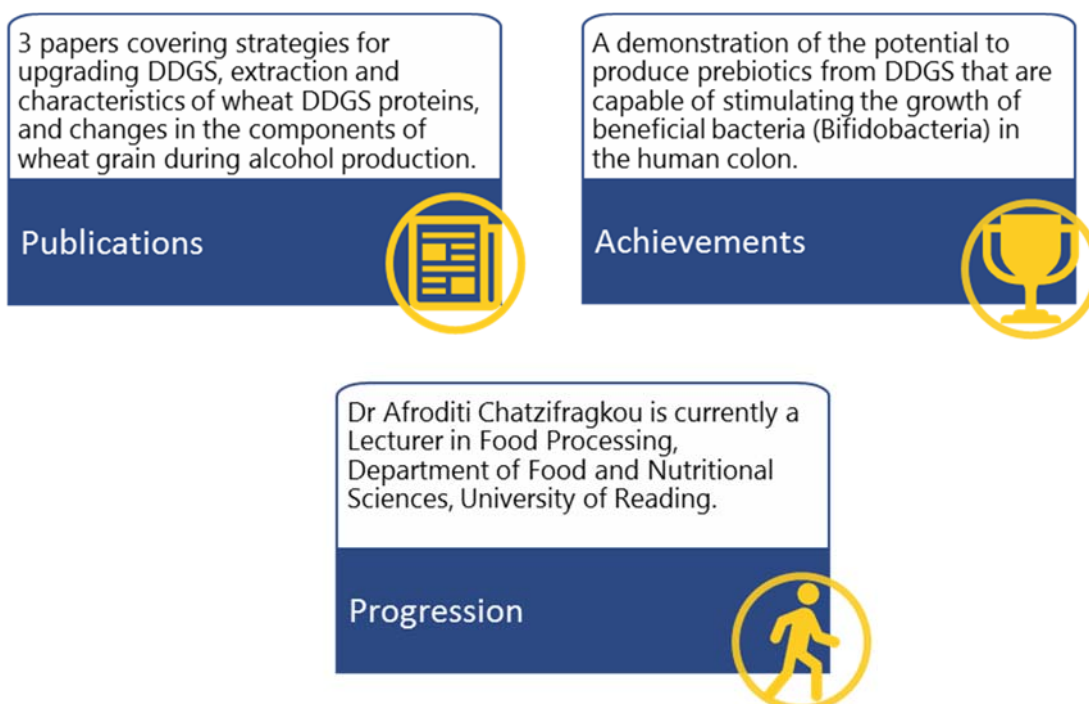 3 papers covering strategies for
upgrading DDGS, extraction and
characteristics of wheat DDGS proteins,
and changes in the components of
wheat grain during alcohol production.
Publications
A demonstration of the potential to
produce prebiotics from DDGS that are
capable of stimulating the growth of
beneficial bacteria (Bifidobacteria) in
the human colon.
Achievements
Dr Afroditi Chatzifragkou is currently a
Lecturer in Food Processing,
Department of Food and Nutritional
Sciences, University of Reading.
Progression